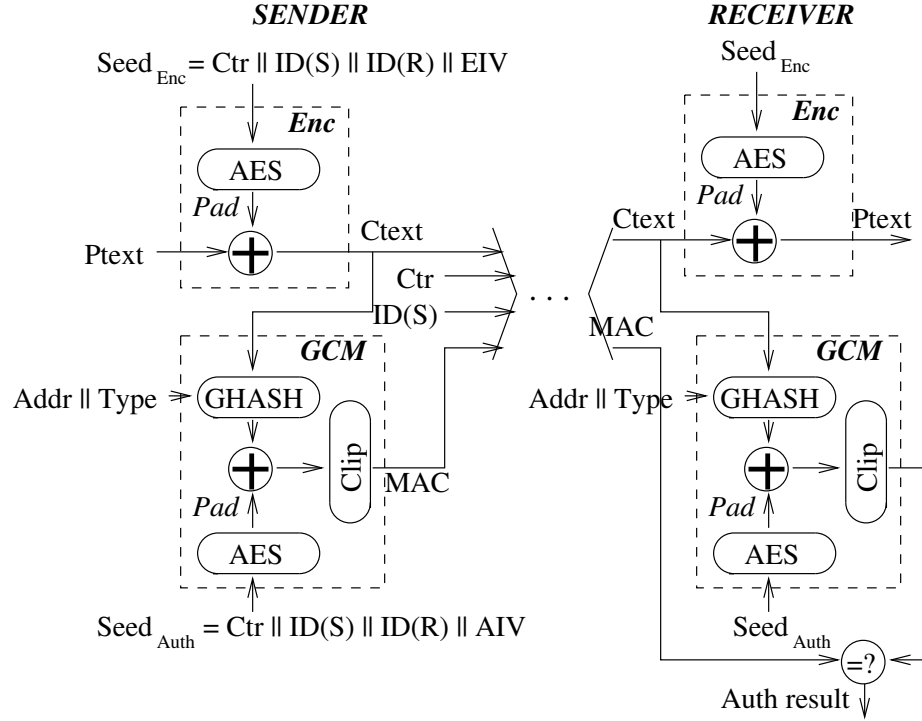 SENDER
RECEIVER
Seed Enc = Ctr || ID(S) || ID(R) || EIV
Seed Enc
Enc
AES
Pad
Ptext
Ctext
Ctr
ID(S)
. . .
Enc
AES
Pad
Ctext
Ptext
MAC
GCM
Addr || Type
GHASH
Clip
MAC
Pad
AES
Seed Auth = Ctr || ID(S) || ID(R) || AIV
GCM
Addr || Type
GHASH
Clip
Pad
AES
Seed Auth
=?
Auth result